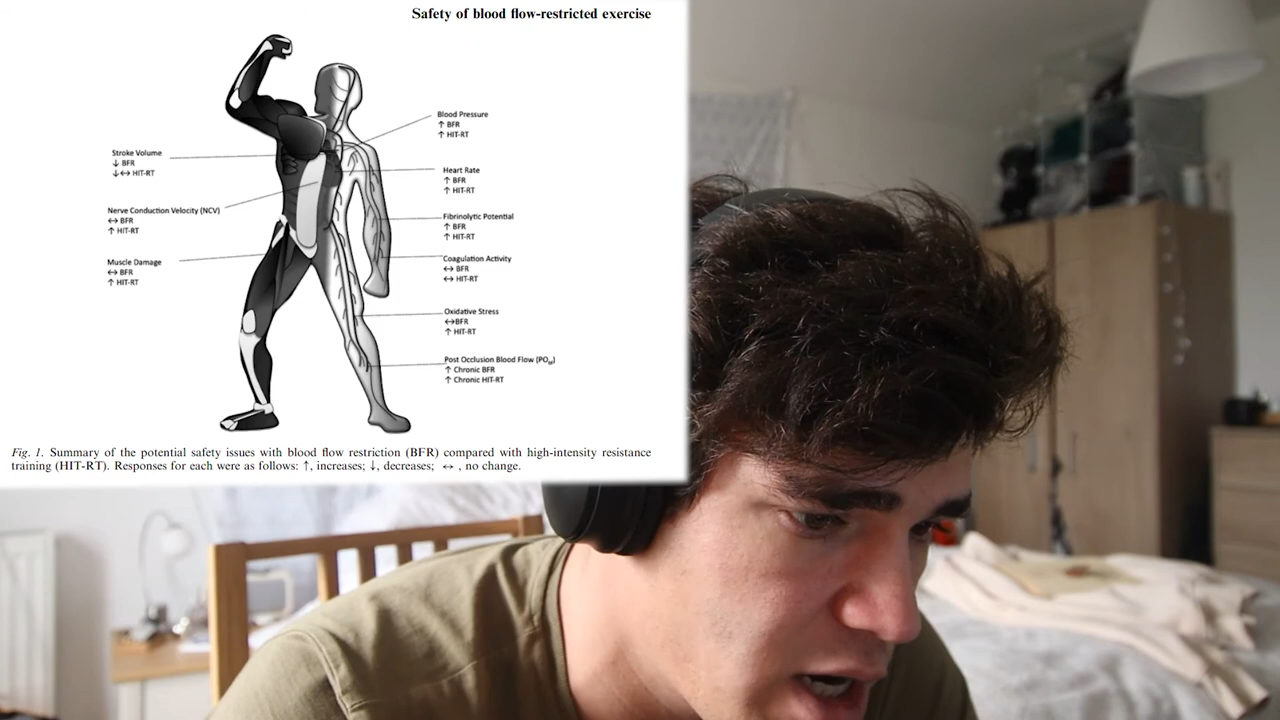 Safety of blood flow-restricted exercise
Blood Pressure
↑ BFR
↑ HIT-RT
Stroke Volume
↓ BFR
↓↔ HIT-RT
Heart Rate
↑ BFR
↑ HIT-RT
Nerve Conduction Velocity (NCV)
↔ BFR
↑ HIT-RT
Fibrinolytic Potential
↑ BFR
↑ HIT-RT
Muscle Damage
↔ BFR
↑ HIT-RT
Coagulation Activity
↔ BFR
↔ HIT-RT
Oxidative Stress
↔BFR
↑ HIT-RT
Post Occlusion Blood Flow (PO
↑ Chronic BFR
↑ Chronic HIT-RT
Fig. 1. Summary of the potential safety issues with blood flow restriction (BFR) compared with high-intensity resistance
training (HIT-RT). Responses for each were as follows: ↑, increases; ↓, decreases; ↔ , no change.